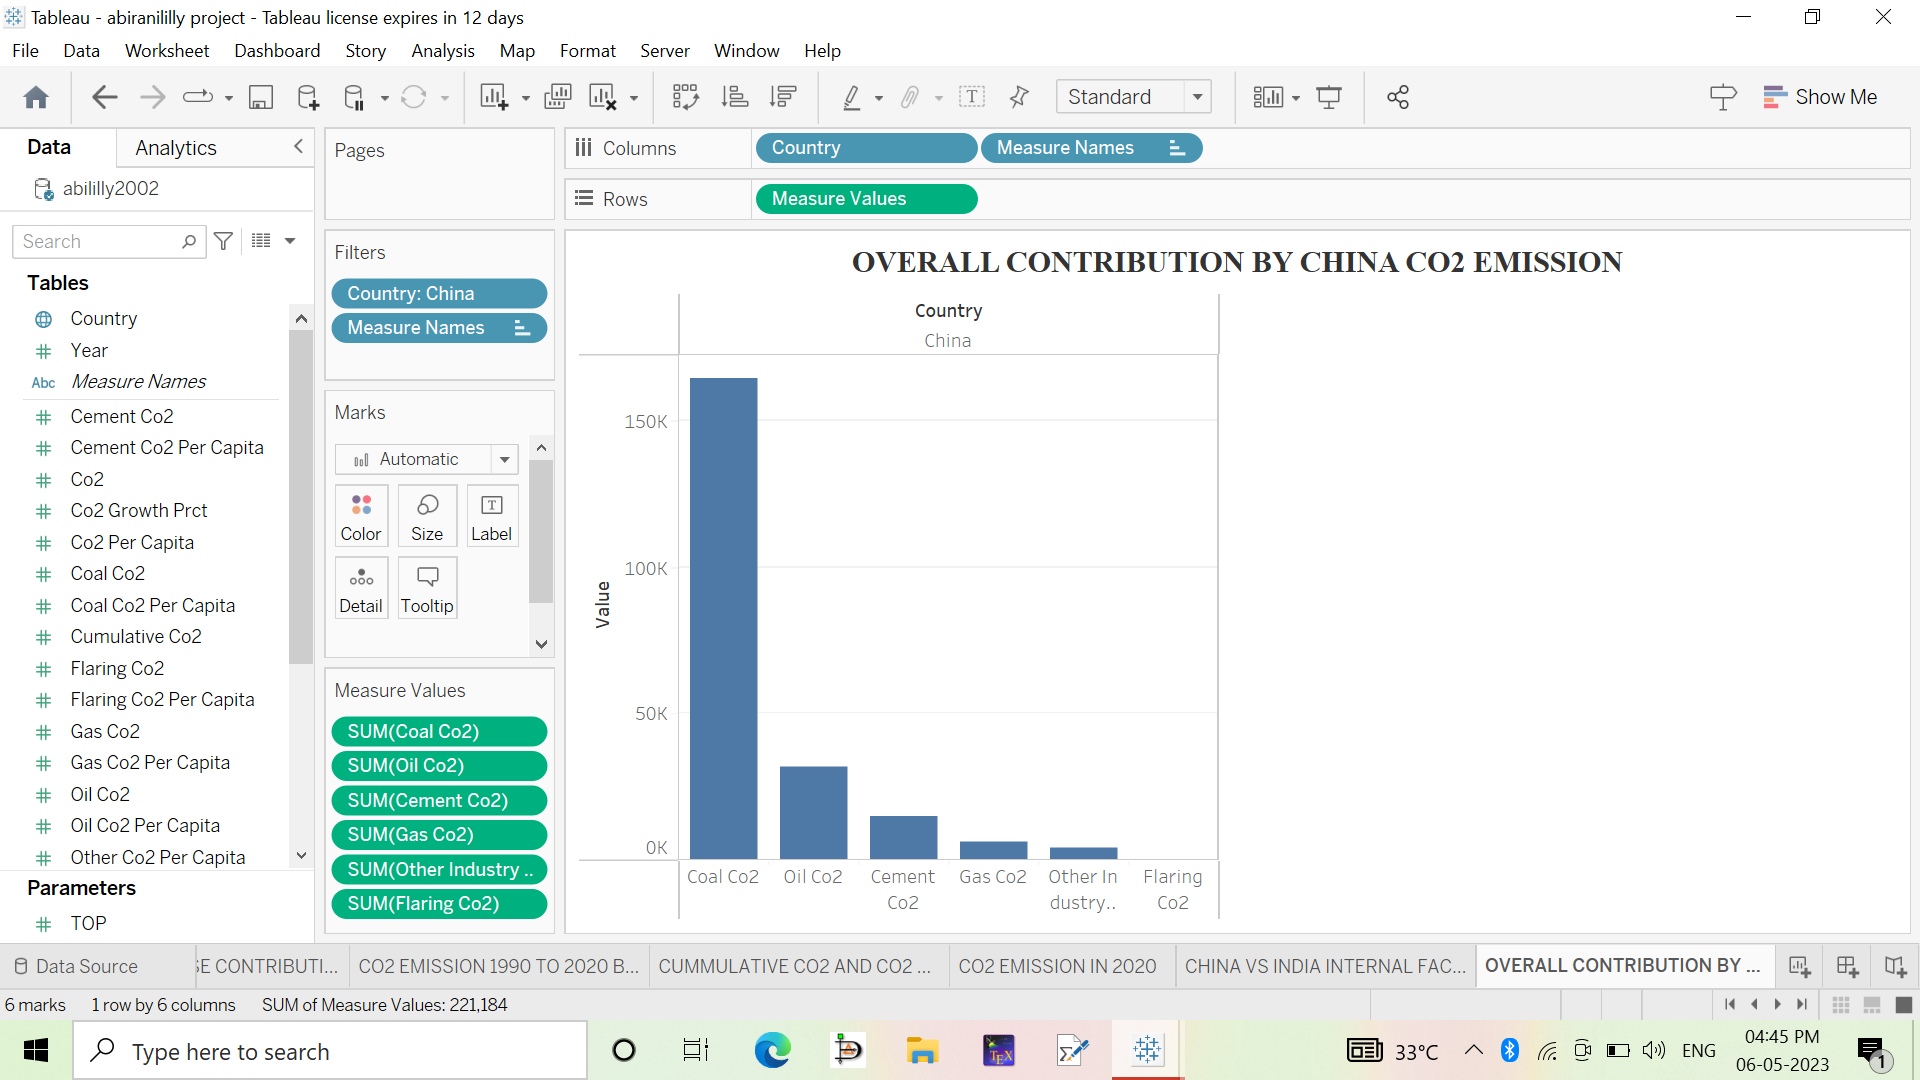 Tableau - abiranililly project - Tableau license expires in 12 days
File Data Worksheet Dashboard Story Analysis Map Format Server Window Help
Standard
Show Me
Data Analytics
abililly2002
Search
Tables
Country
Year
Abc Measure Names
Cement Co2
Cement Co2 Per Capita
Co2
Co2 Growth Prct
Co2 Per Capita
Coal Co2
Coal Co2 Per Capita
Cumulative Co2
Flaring Co2
Flaring Co2 Per Capita
Gas Co2
Gas Co2 Per Capita
Oil Co2
Oil Co2 Per Capita
Other Co2 Per Capita
Parameters
TOP
Pages
Filters
Country: China
Measure Names
Marks
Automatic
Color Size Label
Detail Tooltip
Measure Values
SUM(Coal Co2)
SUM(Oil Co2)
SUM(Cement Co2)
SUM(Gas Co2)
SUM(Other Industry ..
SUM(Flaring Co2)
Columns Country Measure Names
Rows Measure Values
OVERALL CONTRIBUTION BY CHINA CO2 EMISSION
Country
China
Value
150K
100K
50K
0K
Coal Co2 Oil Co2 Cement Gas Co2 Other In Flaring
Co2 dustry.. Co2
Data Source E CONTRIBUTI... CO2 EMISSION 1990 TO 2020 B... CUMMULATIVE CO2 AND CO2 ... CO2 EMISSION IN 2020 CHINA VS INDIA INTERNAL FAC... OVERALL CONTRIBUTION BY ...
6 marks 1 row by 6 columns SUM of Measure Values: 221,184
Type here to search
TEX
33°C
ENG
04:45 PM
06-05-2023
1